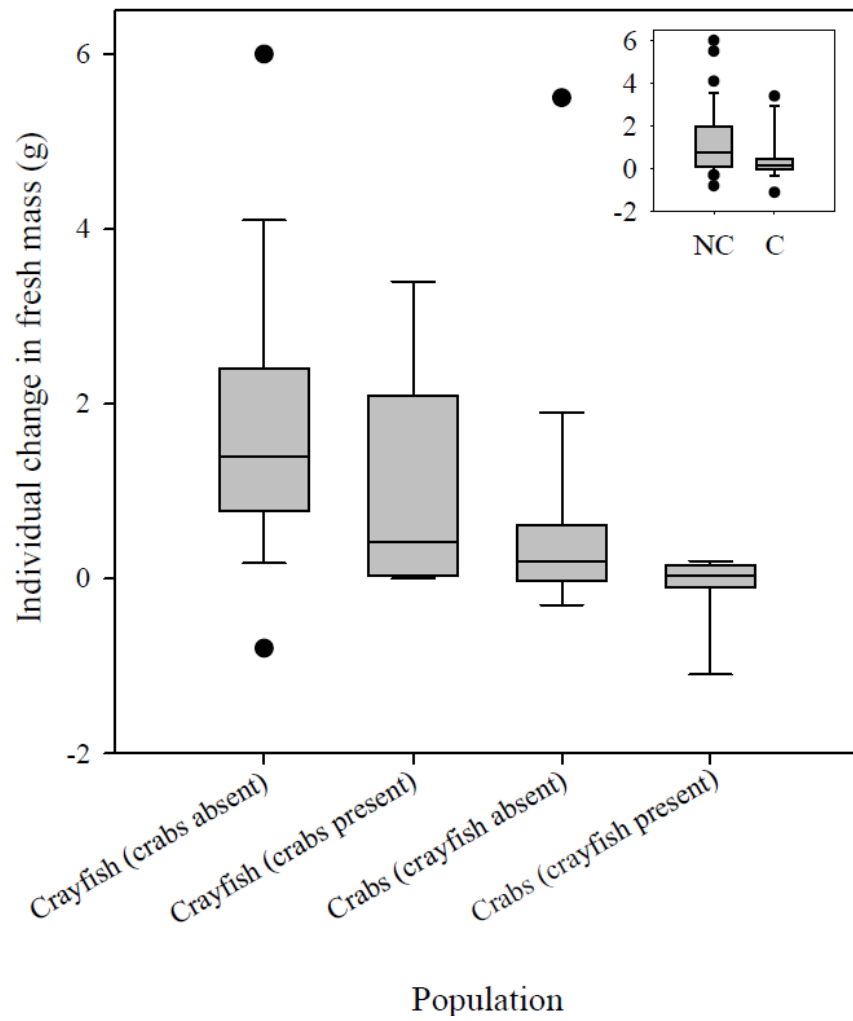 Individual change in fresh mass (g)
6
4
2
0
-2
6
4
2
0
-2
NC C
Crayfish (crabs absent)
Crayfish (crabs present)
Crabs (crayfish absent)
Crabs (crayfish present)
Population